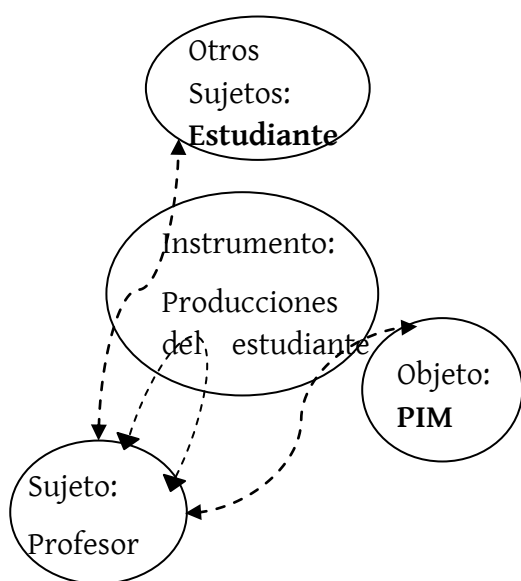 Otros
Sujetos:
Estudiante
Instrumento:
Producciones
del estudiante
Objeto:
PIM
Sujeto:
Profesor